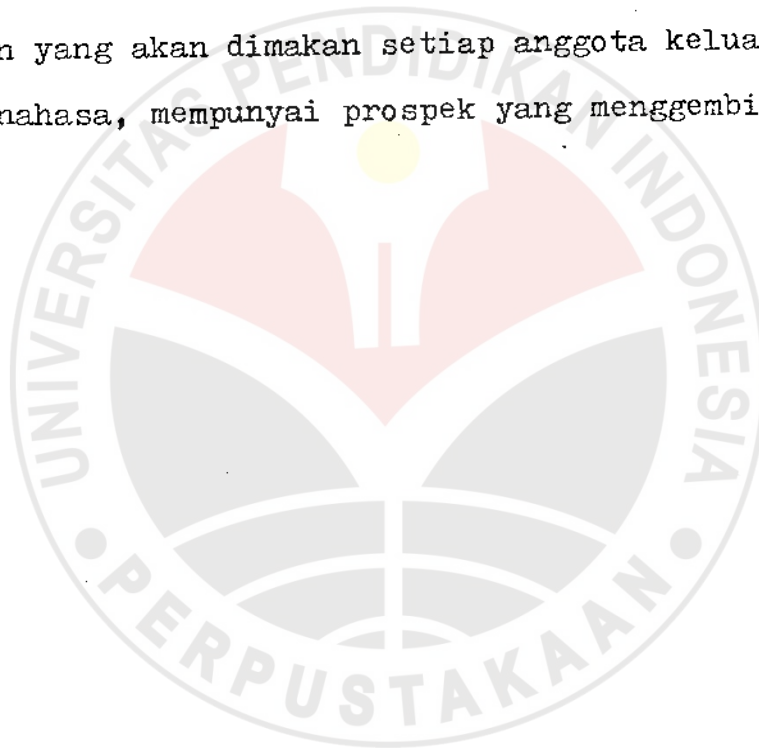 n yang akan dimakan setiap anggota kelua
nahasa, mempunyai prospek yang menggembi
UNIVERSITAS PENDIDIKAN INDONESIA
PERPUSTAKAAN